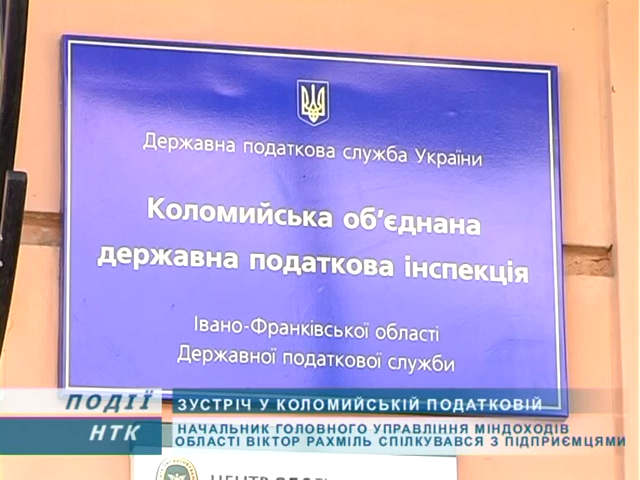 Державна податкова служба України
Коломийська об'єднана
державна податкова інспекція
Івано-Франківської області
Державної податкової служби
ПОДІЇ
НТК
ЗУСТРІЧ У КОЛОМИЙСЬКІЙ ПОДАТКОВІЙ
НАЧАЛЬНИК ГОЛОВНОГО УПРАВЛІННЯ МІНДОХОДІВ
ОБЛАСТІ ВІКТОР РАХМІЛЬ СПІЛКУВАВСЯ З ПІДПРИЄМЦЯМИ
ЦЕНТР